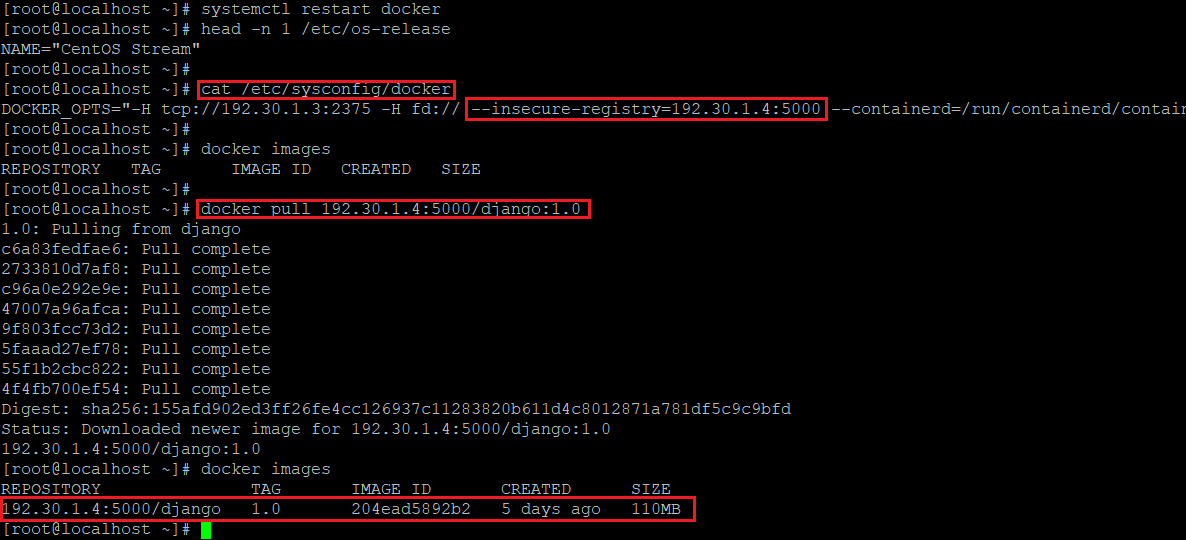 [root@localhost ~]# systemctl restart docker
[root@localhost ~]# head -n 1 /etc/os-release
NAME="CentOS Stream"
[root@localhost ~]#
[root@localhost ~]# cat /etc/sysconfig/docker
DOCKER_OPTS="-H tcp://192.30.1.3:2375 -H fd:// --insecure-registry=192.30.1.4:5000 --containerd=/run/containerd/contain
[root@localhost ~]#
[root@localhost ~]# docker images
REPOSITORY   TAG       IMAGE ID   CREATED   SIZE
[root@localhost ~]#
[root@localhost ~]# docker pull 192.30.1.4:5000/django:1.0
1.0: Pulling from django
c6a83fedfae6: Pull complete
2733810d7af8: Pull complete
c96a0e292e9e: Pull complete
47007a96afca: Pull complete
9f803fcc73d2: Pull complete
5faaad27ef78: Pull complete
55f1b2cbc822: Pull complete
4f4fb700ef54: Pull complete
Digest: sha256:155afd902ed3ff26fe4cc126937c11283820b611d4c8012871a781df5c9c9bfd
Status: Downloaded newer image for 192.30.1.4:5000/django:1.0
192.30.1.4:5000/django:1.0
[root@localhost ~]# docker images
REPOSITORY               TAG       IMAGE ID       CREATED      SIZE
192.30.1.4:5000/django   1.0       204ead5892b2   5 days ago   110MB
[root@localhost ~]#